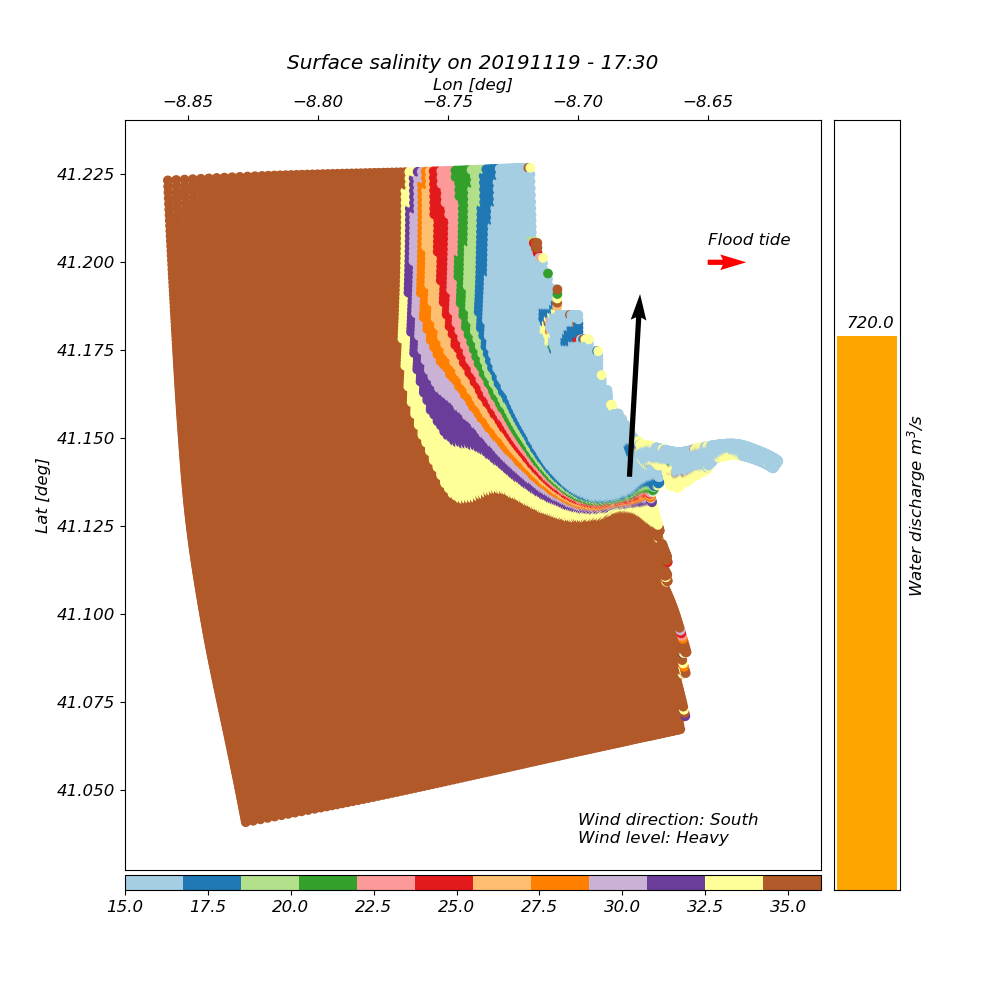 Surface salinity on 20191119 - 17:30
Lon [deg]
−8.85 −8.80 −8.75 −8.70 −8.65
41.225
41.200
41.175
41.150
41.125
41.100
41.075
41.050
Lat [deg]
Flood tide
Wind direction: South
Wind level: Heavy
720.0
Water discharge m³/s
15.0 17.5 20.0 22.5 25.0 27.5 30.0 32.5 35.0